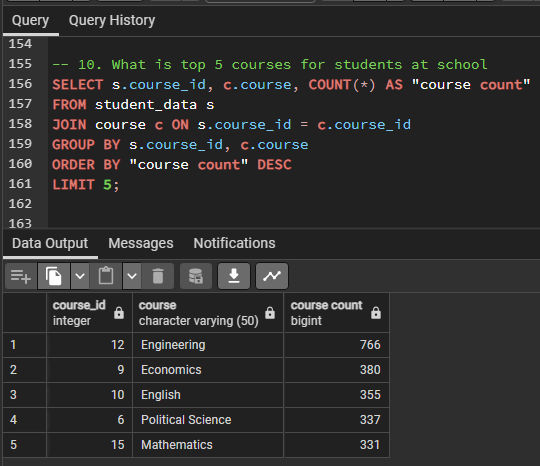 Query Query History
154
155 -- 10. What is top 5 courses for students at school
156 SELECT s.course_id, c.course, COUNT(*) AS "course count"
157 FROM student_data s
158 JOIN course c ON s.course_id = c.course_id
159 GROUP BY s.course_id, c.course
160 ORDER BY "course count" DESC
161 LIMIT 5;
162
163
Data Output Messages Notifications
course_id course course count
integer character varying (50) bigint
1 12 Engineering 766
2 9 Economics 380
3 10 English 355
4 6 Political Science 337
5 15 Mathematics 331